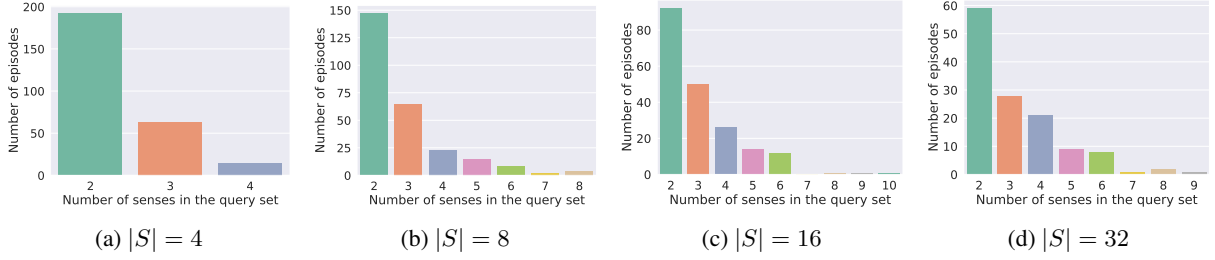 Number of episodes
200
150
100
50
0
2 3 4
Number of senses in the query set
(a) |S| = 4
Number of episodes
150
125
100
75
50
25
0
2 3 4 5 6 7 8
Number of senses in the query set
(b) |S| = 8
Number of episodes
80
60
40
20
0
2 3 4 5 6 7 8 9 10
Number of senses in the query set
(c) |S| = 16
Number of episodes
60
50
40
30
20
10
0
2 3 4 5 6 7 8 9
Number of senses in the query set
(d) |S| = 32